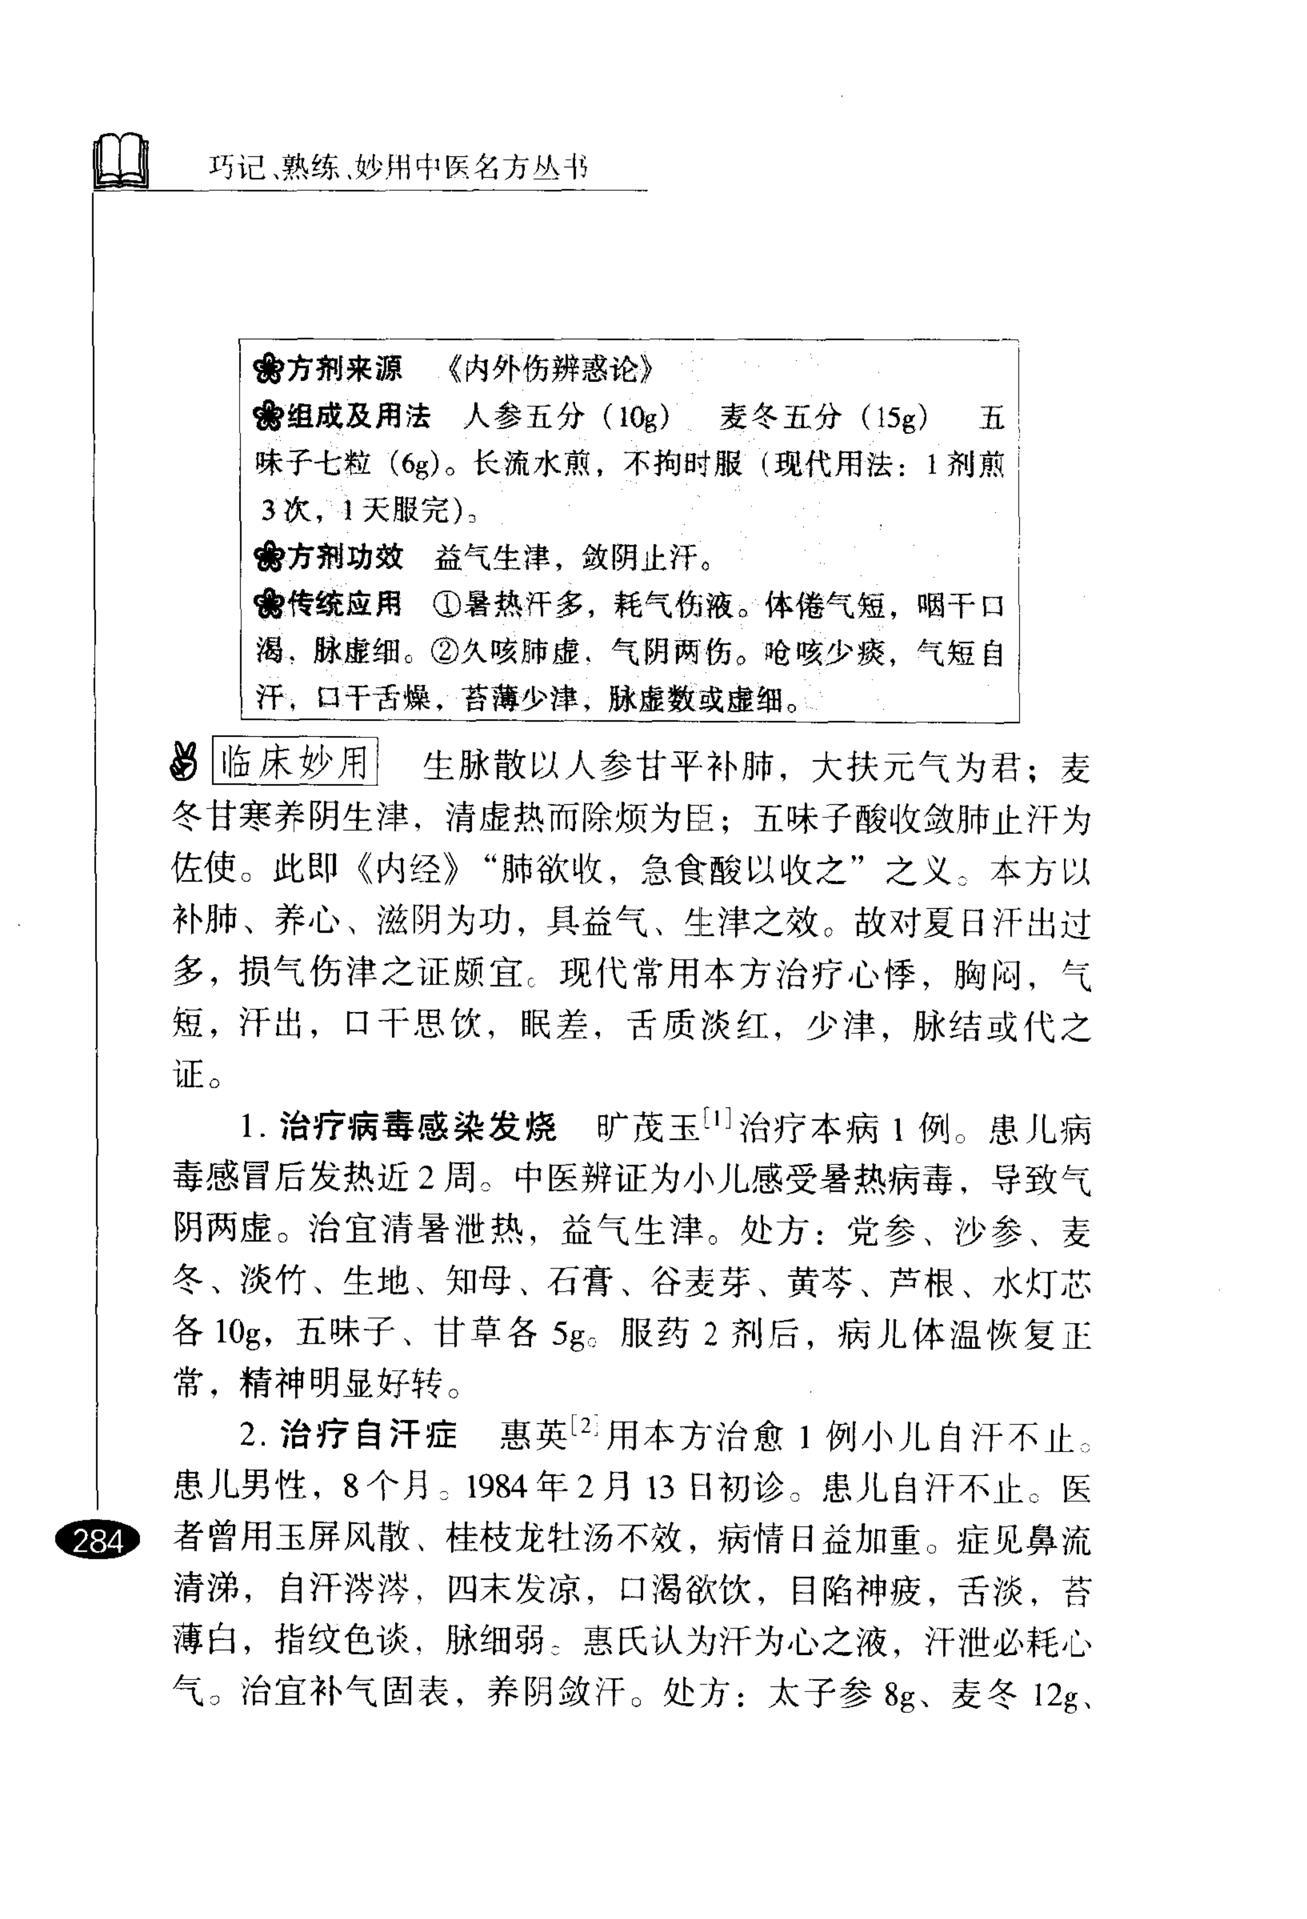 巧记、熟练、妙用中医名方丛书
方剂来源 《内外伤辨惑论》
组成及用法 人参五分（10g） 麦冬五分（15g） 五
味子七粒（6g）。长流水煎，不拘时服（现代用法：1剂煎
3次，1天服完）。
方剂功效 益气生津，敛阴止汗。
传统应用 ①暑热汗多，耗气伤液。体倦气短，咽干口
渴，脉虚细。②久咳肺虚，气阴两伤。呛咳少痰，气短自
汗，口干舌燥，苔薄少津，脉虚数或虚细。
临床妙用 生脉散以人参甘平补肺，大扶元气为君；麦
冬甘寒养阴生津，清虚热而除烦为臣；五味子酸收敛肺止汗为
佐使。此即《内经》“肺欲收，急食酸以收之”之义。本方以
补肺、养心、滋阴为功，具益气、生津之效。故对夏日汗出过
多，损气伤津之证颇宜。现代常用本方治疗心悸，胸闷，气
短，汗出，口干思饮，眠差，舌质淡红，少津，脉结或代之
证。
1. 治疗病毒感染发烧 旷茂玉[1]治疗本病1例。患儿病
毒感冒后发热近2周。中医辨证为小儿感受暑热病毒，导致气
阴两虚。治宜清暑泄热，益气生津。处方：党参、沙参、麦
冬、淡竹、生地、知母、石膏、谷麦芽、黄芩、芦根、水灯芯
各10g，五味子、甘草各5g。服药2剂后，病儿体温恢复正
常，精神明显好转。
2. 治疗自汗症 惠英[2]用本方治愈1例小儿自汗不止。
患儿男性，8个月。1984年2月13日初诊。患儿自汗不止。医
者曾用玉屏风散、桂枝龙牡汤不效，病情日益加重。症见鼻流
清涕，自汗涔涔，四末发凉，口渴欲饮，目陷神疲，舌淡，苔
薄白，指纹色谈，脉细弱。惠氏认为汗为心之液，汗泄必耗心
气。治宜补气固表，养阴敛汗。处方：太子参8g、麦冬12g、
284